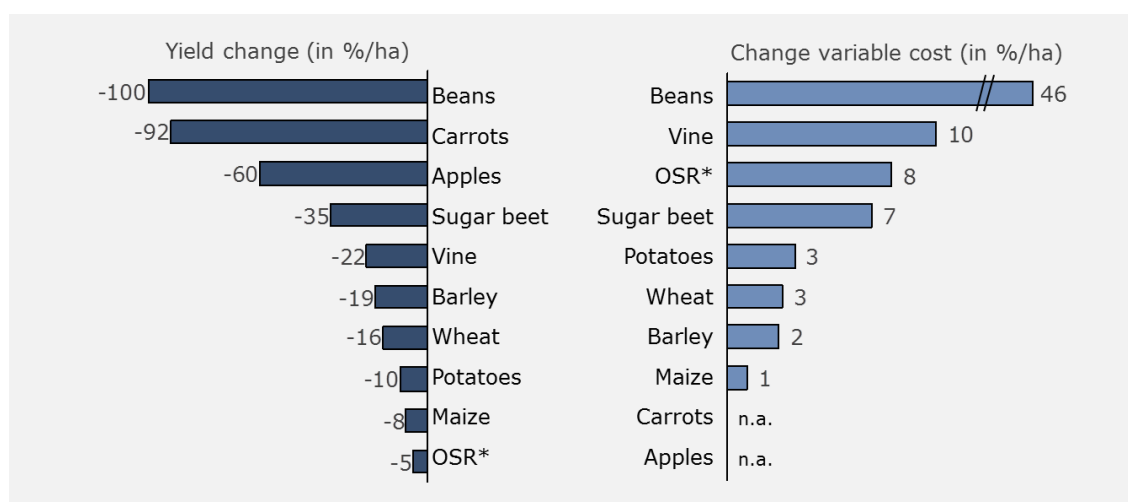 Yield change (in %/ha)
-100 Beans
-92 Carrots
-60 Apples
-35 Sugar beet
-22 Vine
-19 Barley
-16 Wheat
-10 Potatoes
-8 Maize
-5 OSR*
Change variable cost (in %/ha)
Beans 46
Vine 10
OSR* 8
Sugar beet 7
Potatoes 3
Wheat 3
Barley 2
Maize 1
Carrots n.a.
Apples n.a.